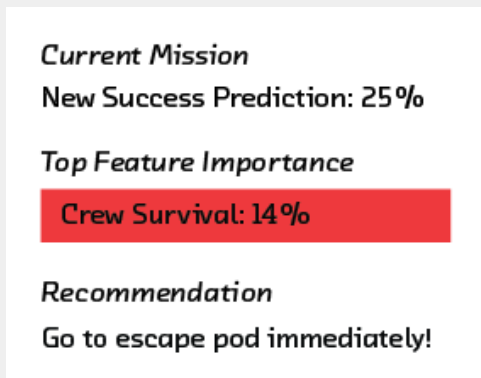 Current Mission
New Success Prediction: 25%
Top Feature Importance
Crew Survival: 14%
Recommendation
Go to escape pod immediately!